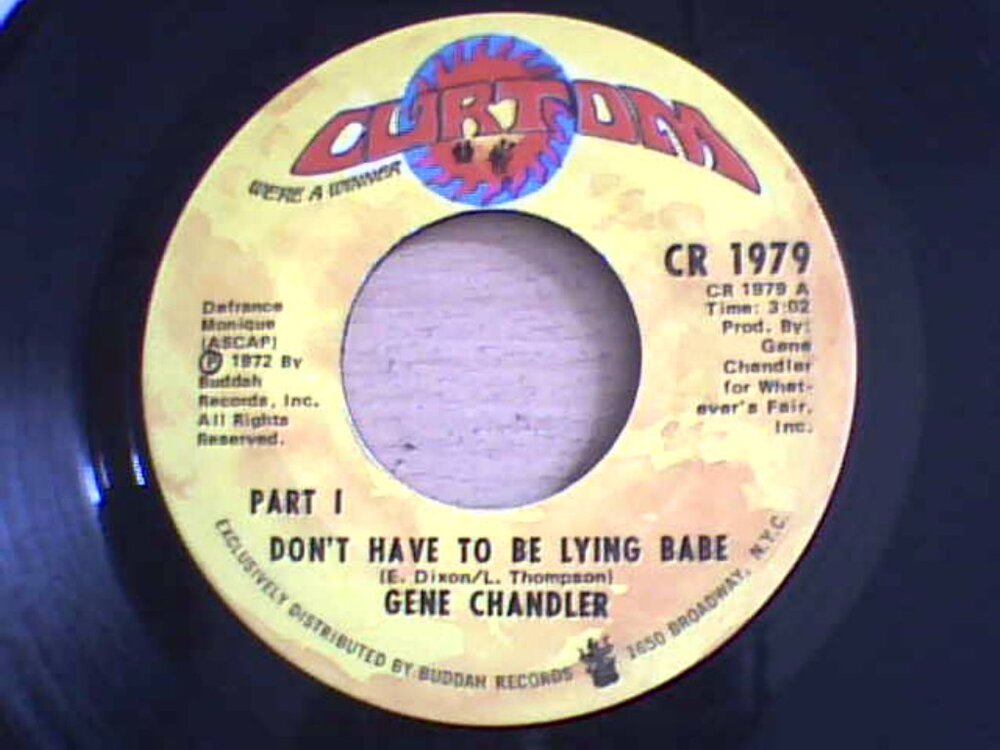 CURTOM
WE'RE A WINNER
CR 1979
CR 1979 A
Time: 3:02
Prod. By:
Gene
Chandler
for What-
ever's Fair,
Inc.
Defrance
Monique
(ASCAP)
Ⓟ 1972 By
Buddah
Records, Inc.
All Rights
Reserved.
PART I
DON'T HAVE TO BE LYING BABE
(E. Dixon/L. Thompson)
GENE CHANDLER
EXCLUSIVELY DISTRIBUTED BY BUDDAH RECORDS 1650 BROADWAY, N.Y.C.